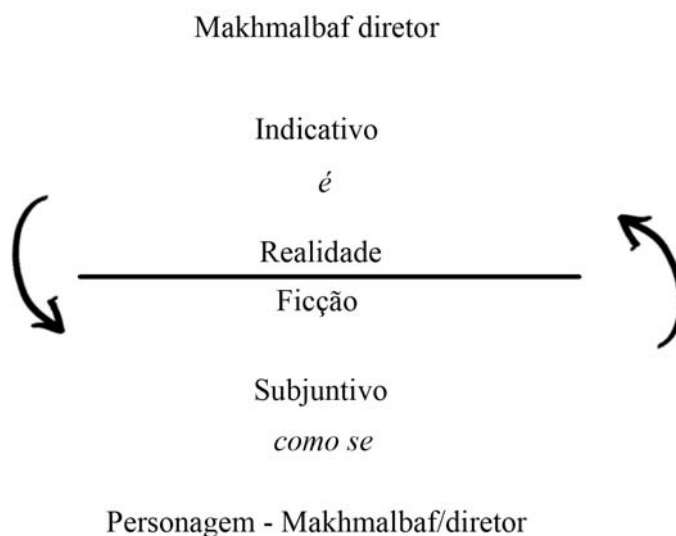 Makhmalbaf diretor
Indicativo
é
Realidade
Ficção
Subjuntivo
como se
Personagem - Makhmalbaf/diretor